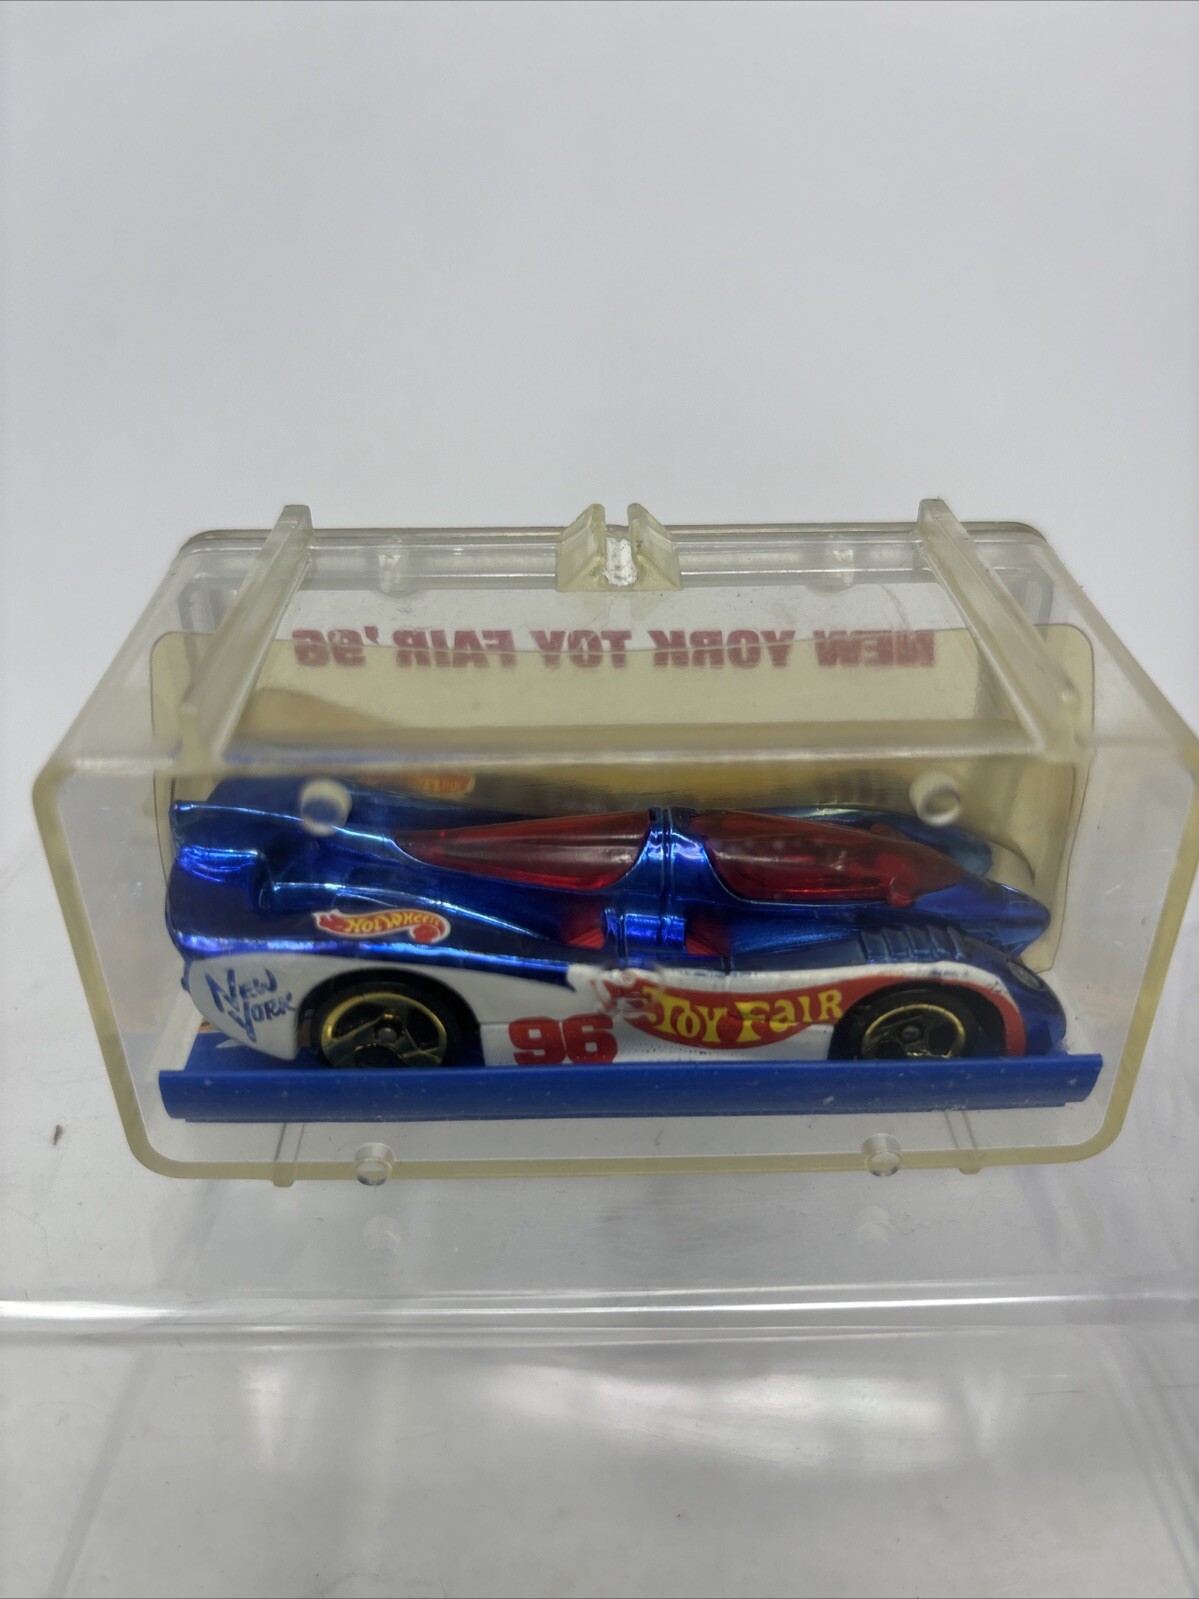 NEW YORK TOY FAIR '96
HOT WHEELS
NEW
YORK
96
TOY FAIR